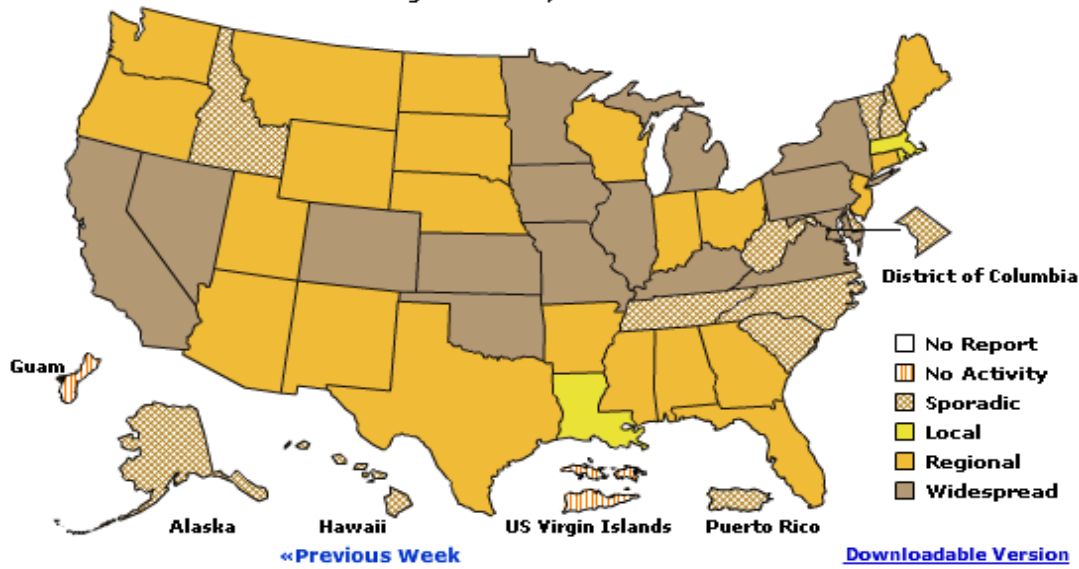 District of Columbia
Guam
No Report
No Activity
Sporadic
Local
Regional
Widespread
Alaska
Hawaii
US Virgin Islands
Puerto Rico
«Previous Week
Downloadable Version